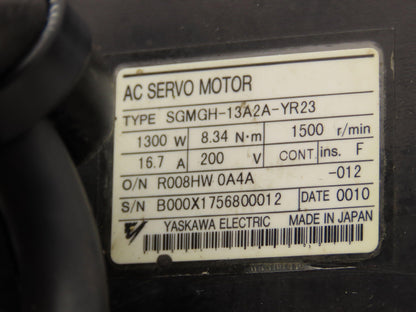 AC SERVO MOTOR
TYPE SGMGH-13A2A-YR23
1300 W 8.34 N·m 1500 r/min
16.7 A 200 V CONT. ins. F
O/N R008HW 0A4A -012
S/N B000X1756800012 DATE 0010
YASKAWA ELECTRIC MADE IN JAPAN